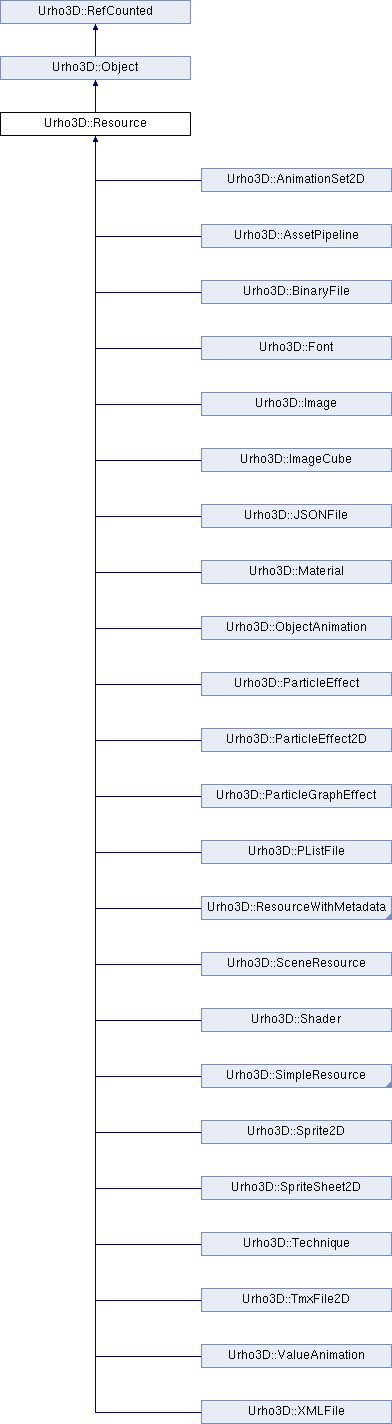 Urho3D::RefCounted
Urho3D::Object
Urho3D::Resource
Urho3D::AnimationSet2D
Urho3D::AssetPipeline
Urho3D::BinaryFile
Urho3D::Font
Urho3D::Image
Urho3D::ImageCube
Urho3D::JSONFile
Urho3D::Material
Urho3D::ObjectAnimation
Urho3D::ParticleEffect
Urho3D::ParticleEffect2D
Urho3D::ParticleGraphEffect
Urho3D::PListFile
Urho3D::ResourceWithMetadata
Urho3D::SceneResource
Urho3D::Shader
Urho3D::SimpleResource
Urho3D::Sprite2D
Urho3D::SpriteSheet2D
Urho3D::Technique
Urho3D::TmxFile2D
Urho3D::ValueAnimation
Urho3D::XMLFile